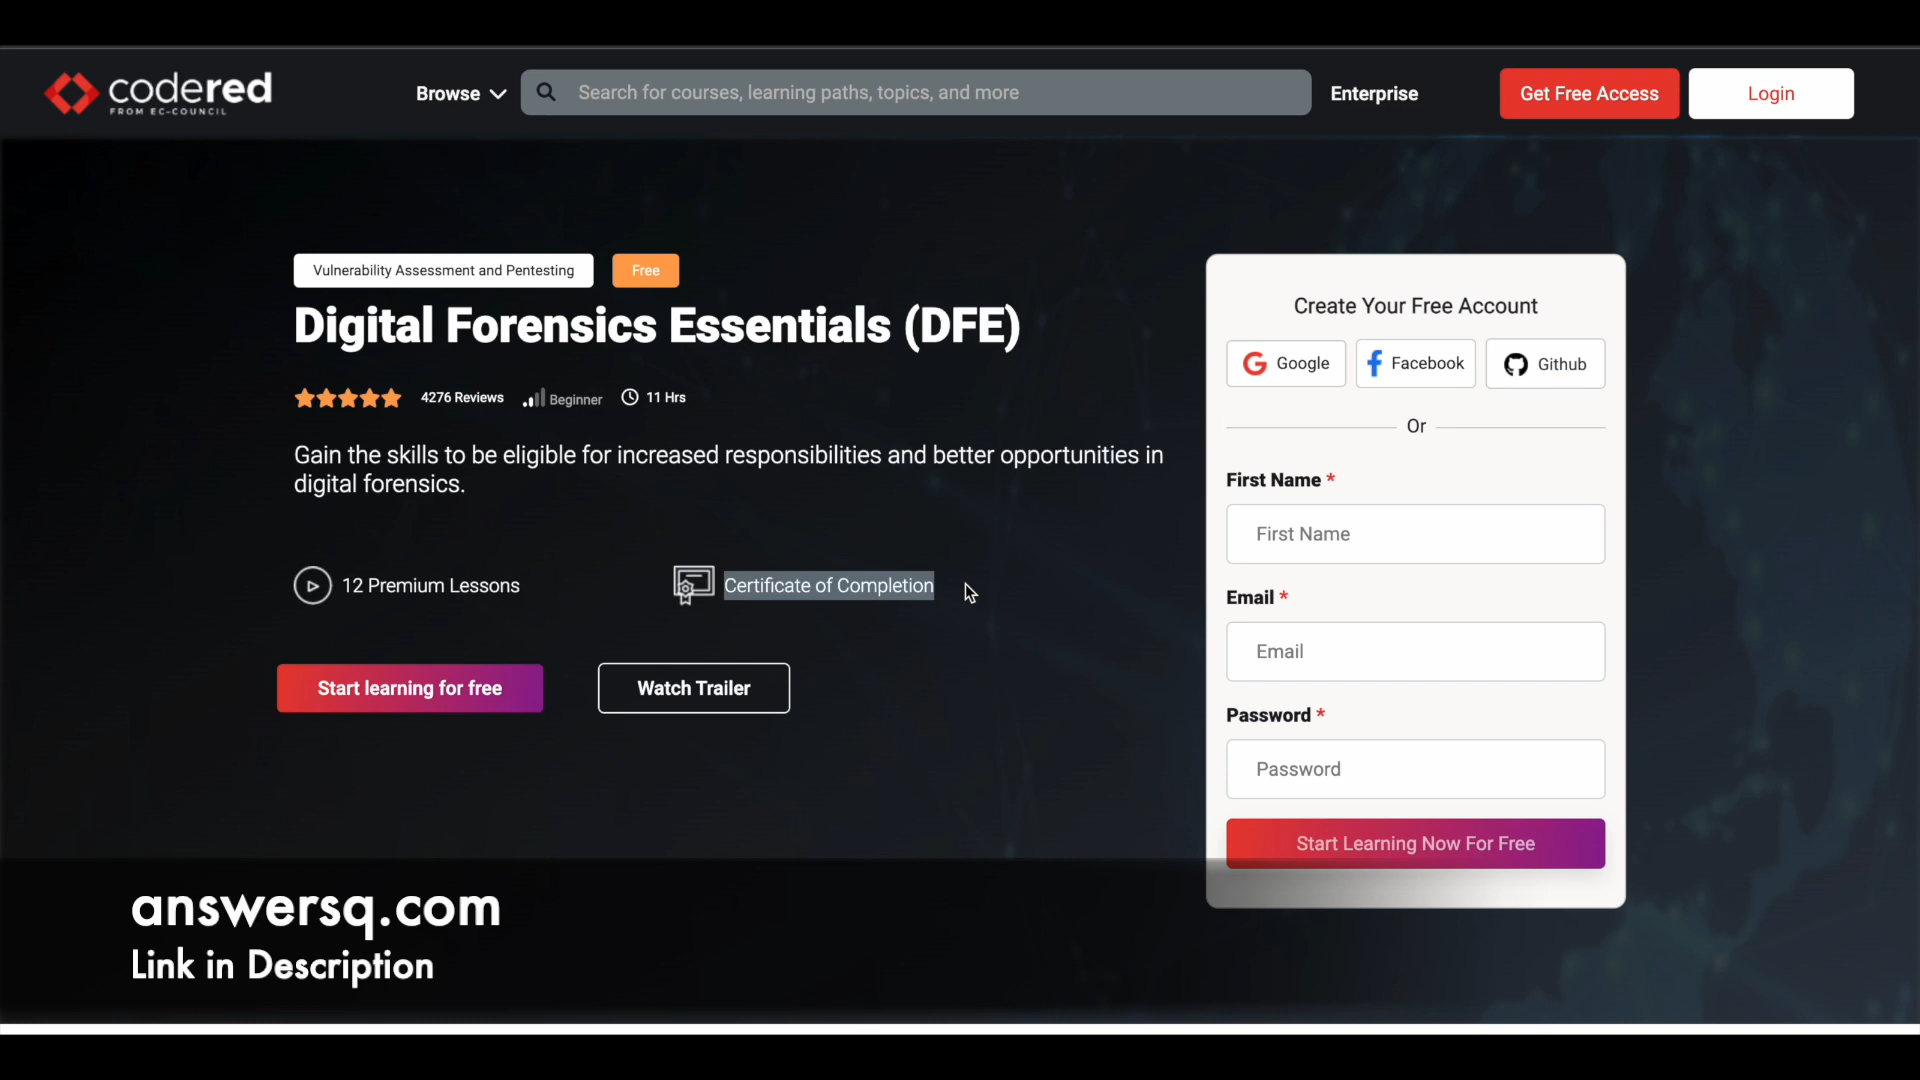 codered
FROM EC-COUNCIL
Browse
Search for courses, learning paths, topics, and more
Enterprise
Get Free Access
Login
Vulnerability Assessment and Pentesting
Free
Digital Forensics Essentials (DFE)
4276 Reviews
Beginner
11 Hrs
Gain the skills to be eligible for increased responsibilities and better opportunities in
digital forensics.
12 Premium Lessons
Certificate of Completion
Start learning for free
Watch Trailer
Create Your Free Account
Google
Facebook
Github
Or
First Name *
First Name
Email *
Email
Password *
Password
Start Learning Now For Free
answersq.com
Link in Description